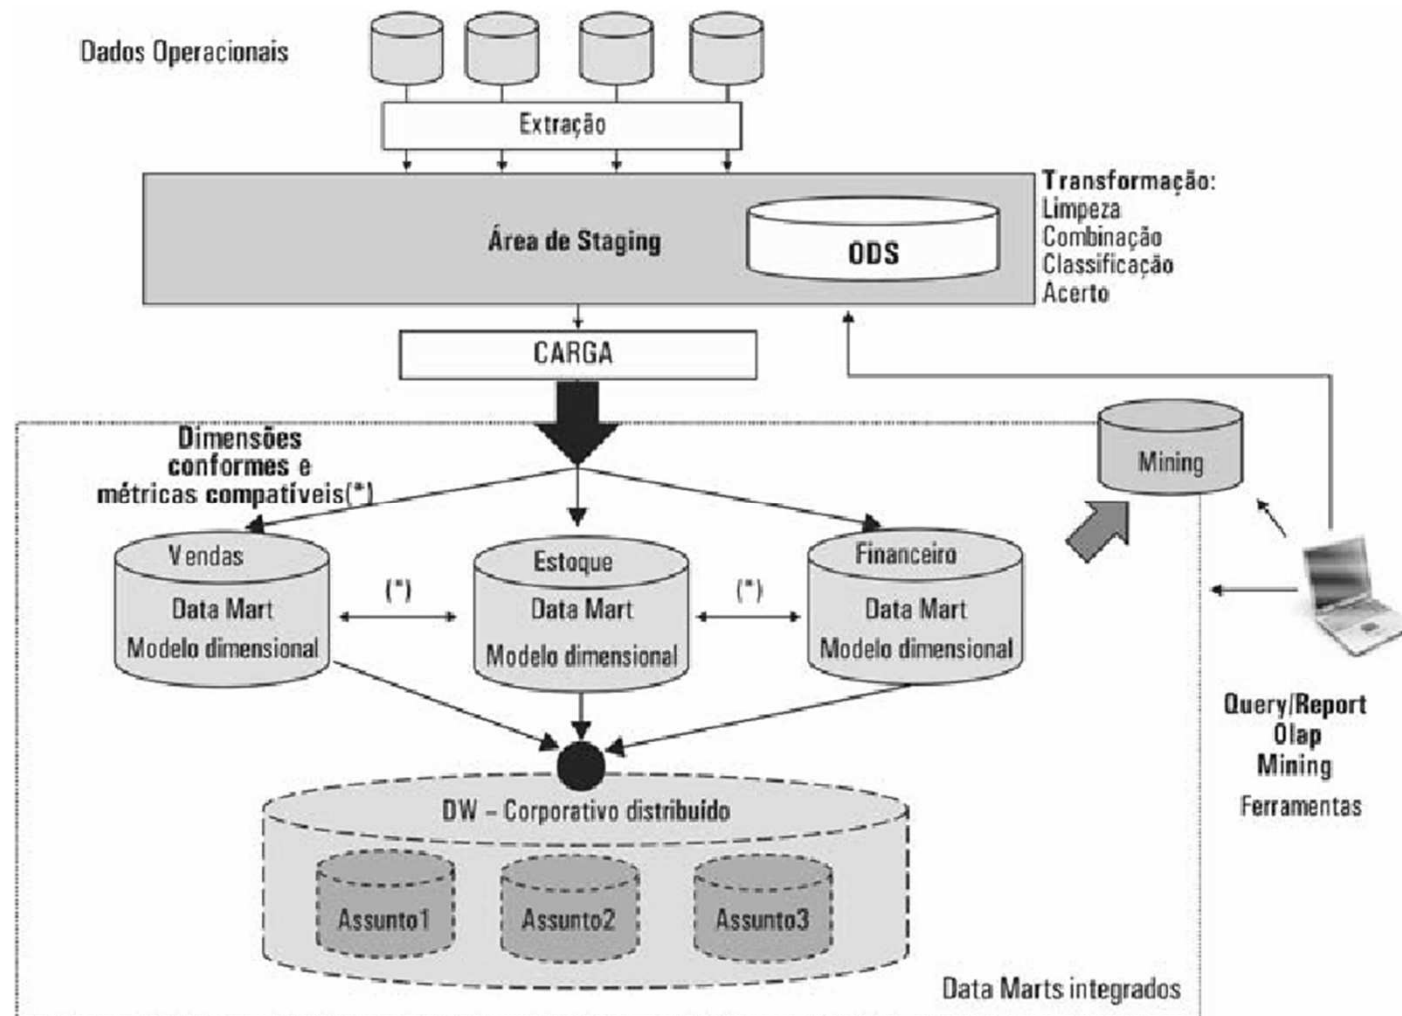 Dados Operacionais
Extração
Área de Staging
ODS
Transformação:
Limpeza
Combinação
Classificação
Acerto
CARGA
Dimensões
conformes e
métricas compatíveis(*)
Mining
Vendas
Data Mart
Modelo dimensional
(*)
Estoque
Data Mart
Modelo dimensional
(*)
Financeiro
Data Mart
Modelo dimensional
Query/Report
Olap
Mining
Ferramentas
DW – Corporativo distribuído
Assunto1
Assunto2
Assunto3
Data Marts integrados